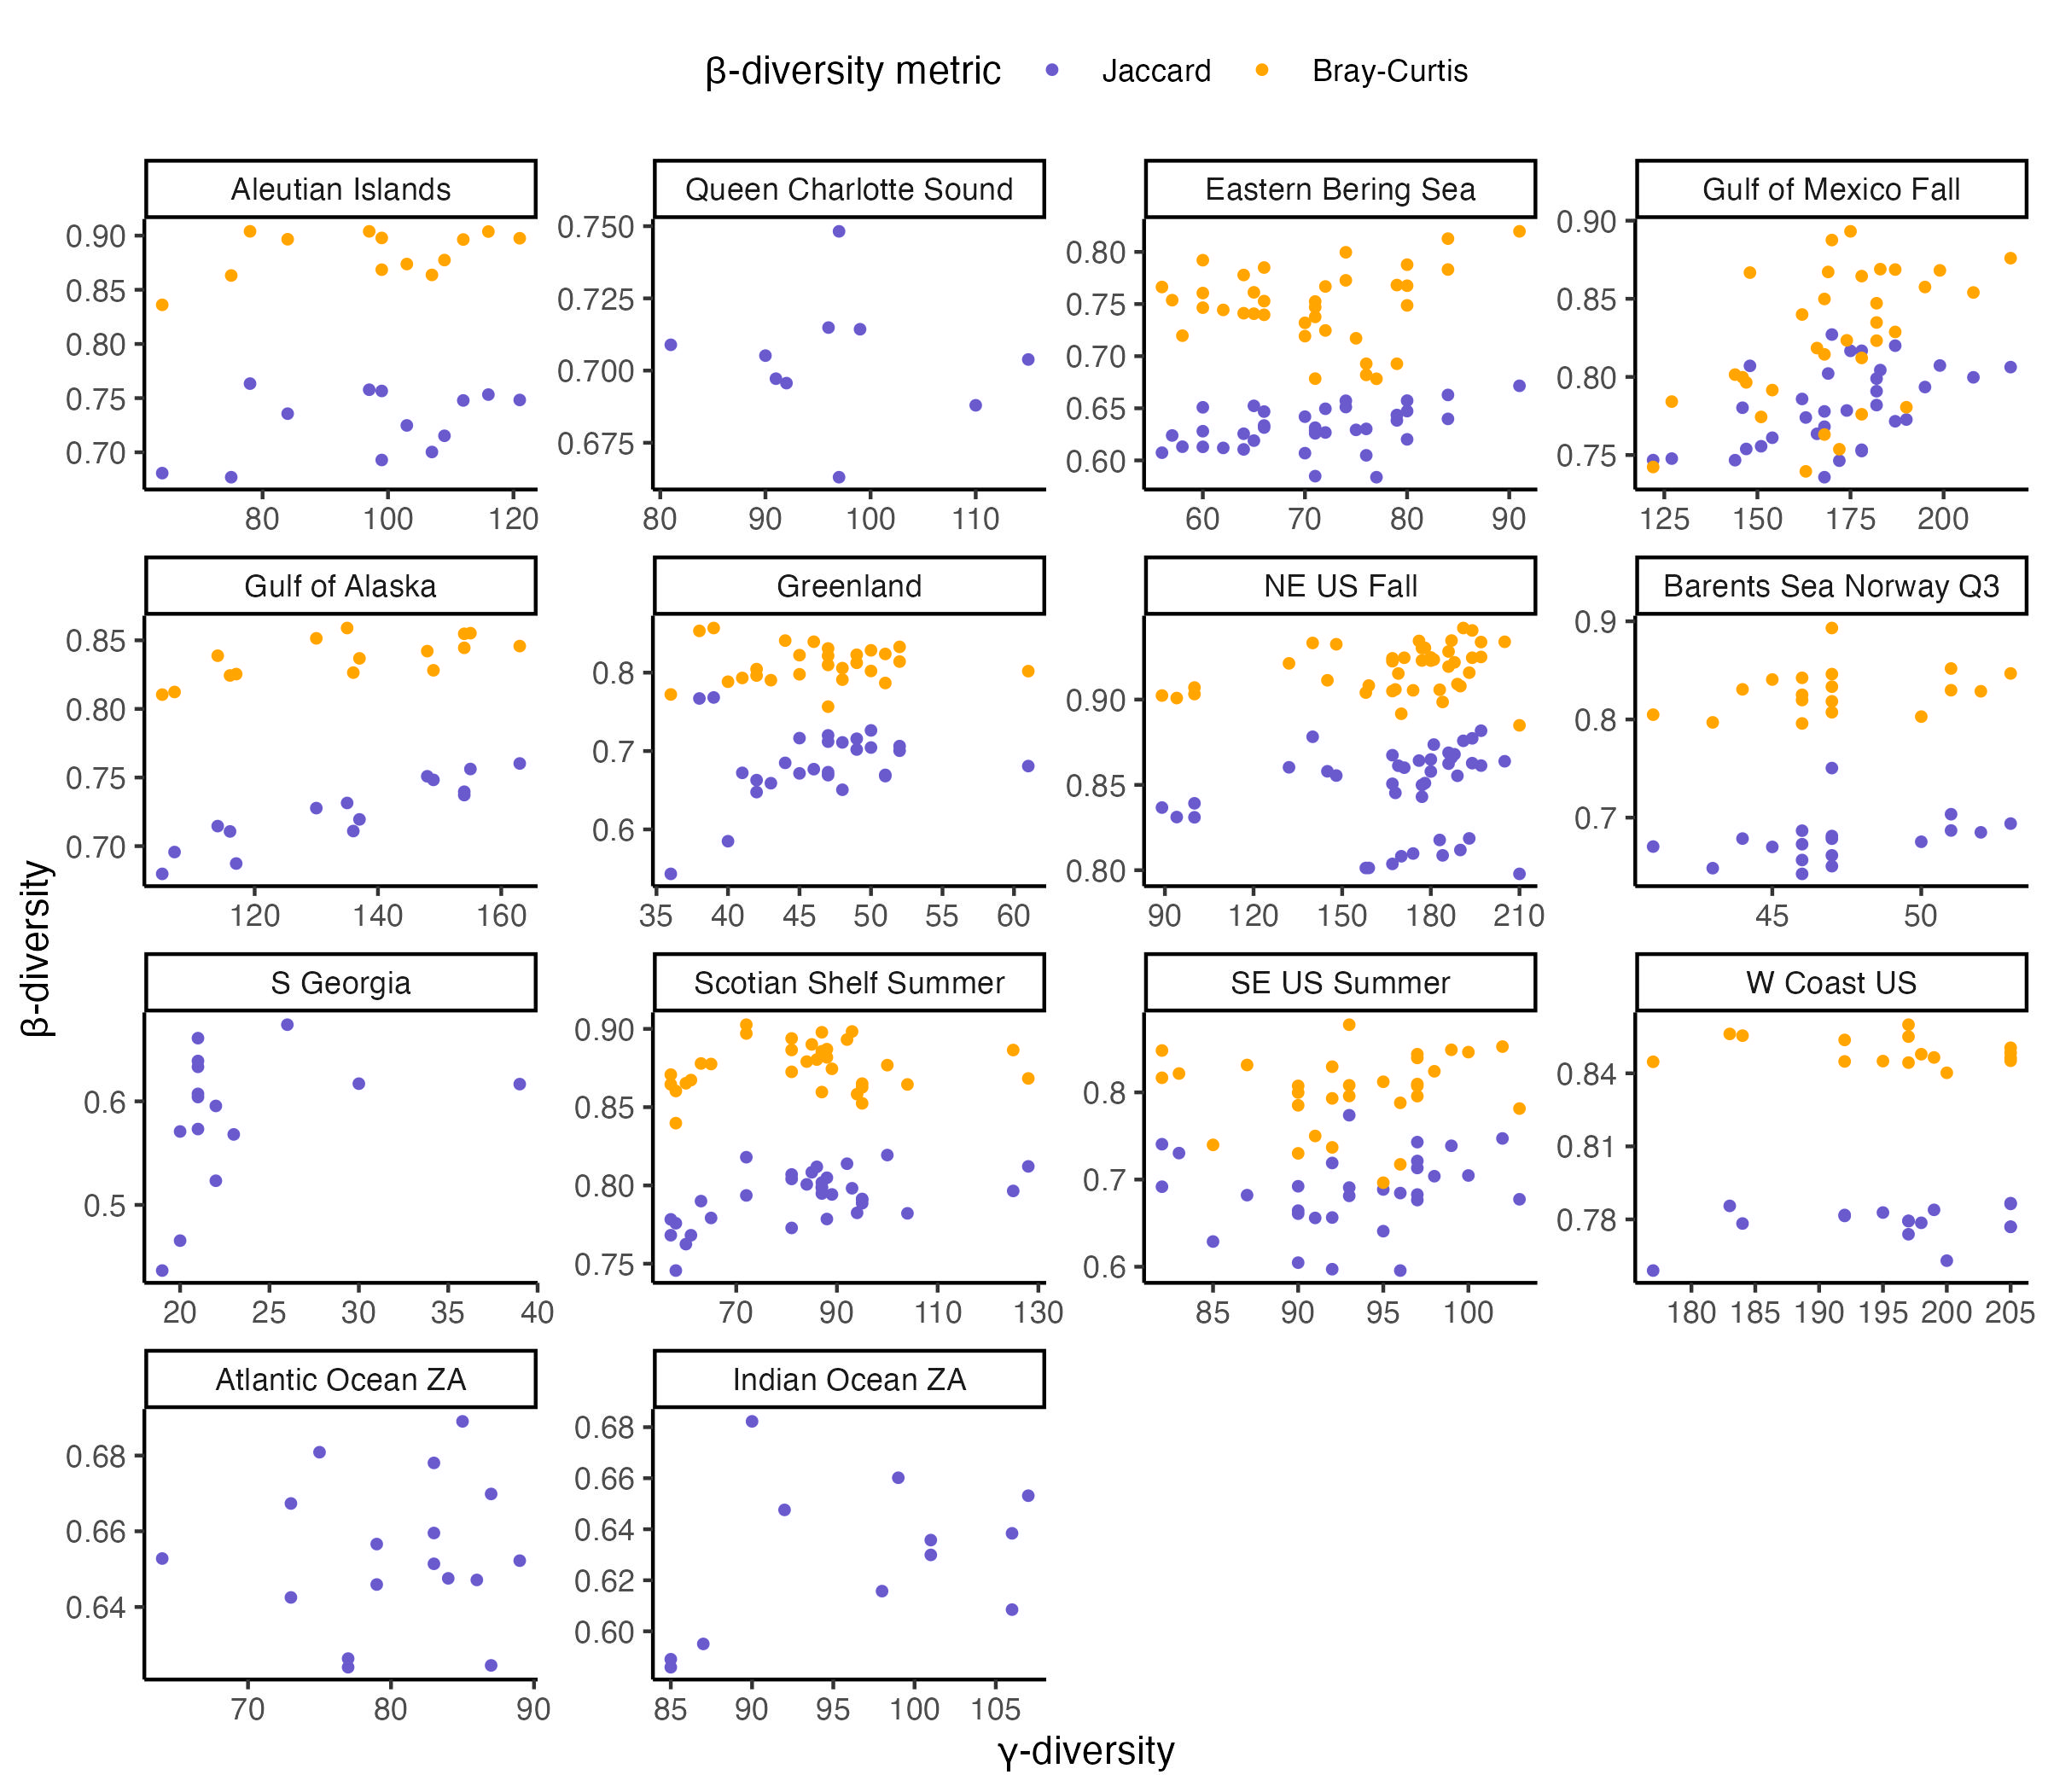 β-diversity metric Jaccard Bray-Curtis
Aleutian Islands Queen Charlotte Sound Eastern Bering Sea Gulf of Mexico Fall
0.90
0.85
0.80
0.75
0.70
80 100 120
0.750
0.725
0.700
0.675
80 90 100 110
0.80
0.75
0.70
0.65
0.60
60 70 80 90
0.90
0.85
0.80
0.75
125 150 175 200
Gulf of Alaska Greenland NE US Fall Barents Sea Norway Q3
0.85
0.80
0.75
0.70
120 140 160
0.8
0.7
0.6
35 40 45 50 55 60
0.90
0.85
0.80
90 120 150 180 210
0.9
0.8
0.7
45 50
S Georgia Scotian Shelf Summer SE US Summer W Coast US
0.6
0.5
20 25 30 35 40
0.90
0.85
0.80
0.75
70 90 110 130
0.8
0.7
0.6
85 90 95 100
0.84
0.81
0.78
180 185 190 195 200 205
Atlantic Ocean ZA Indian Ocean ZA
0.68
0.66
0.64
70 80 90
0.68
0.66
0.64
0.62
0.60
85 90 95 100 105
β-diversity
γ-diversity